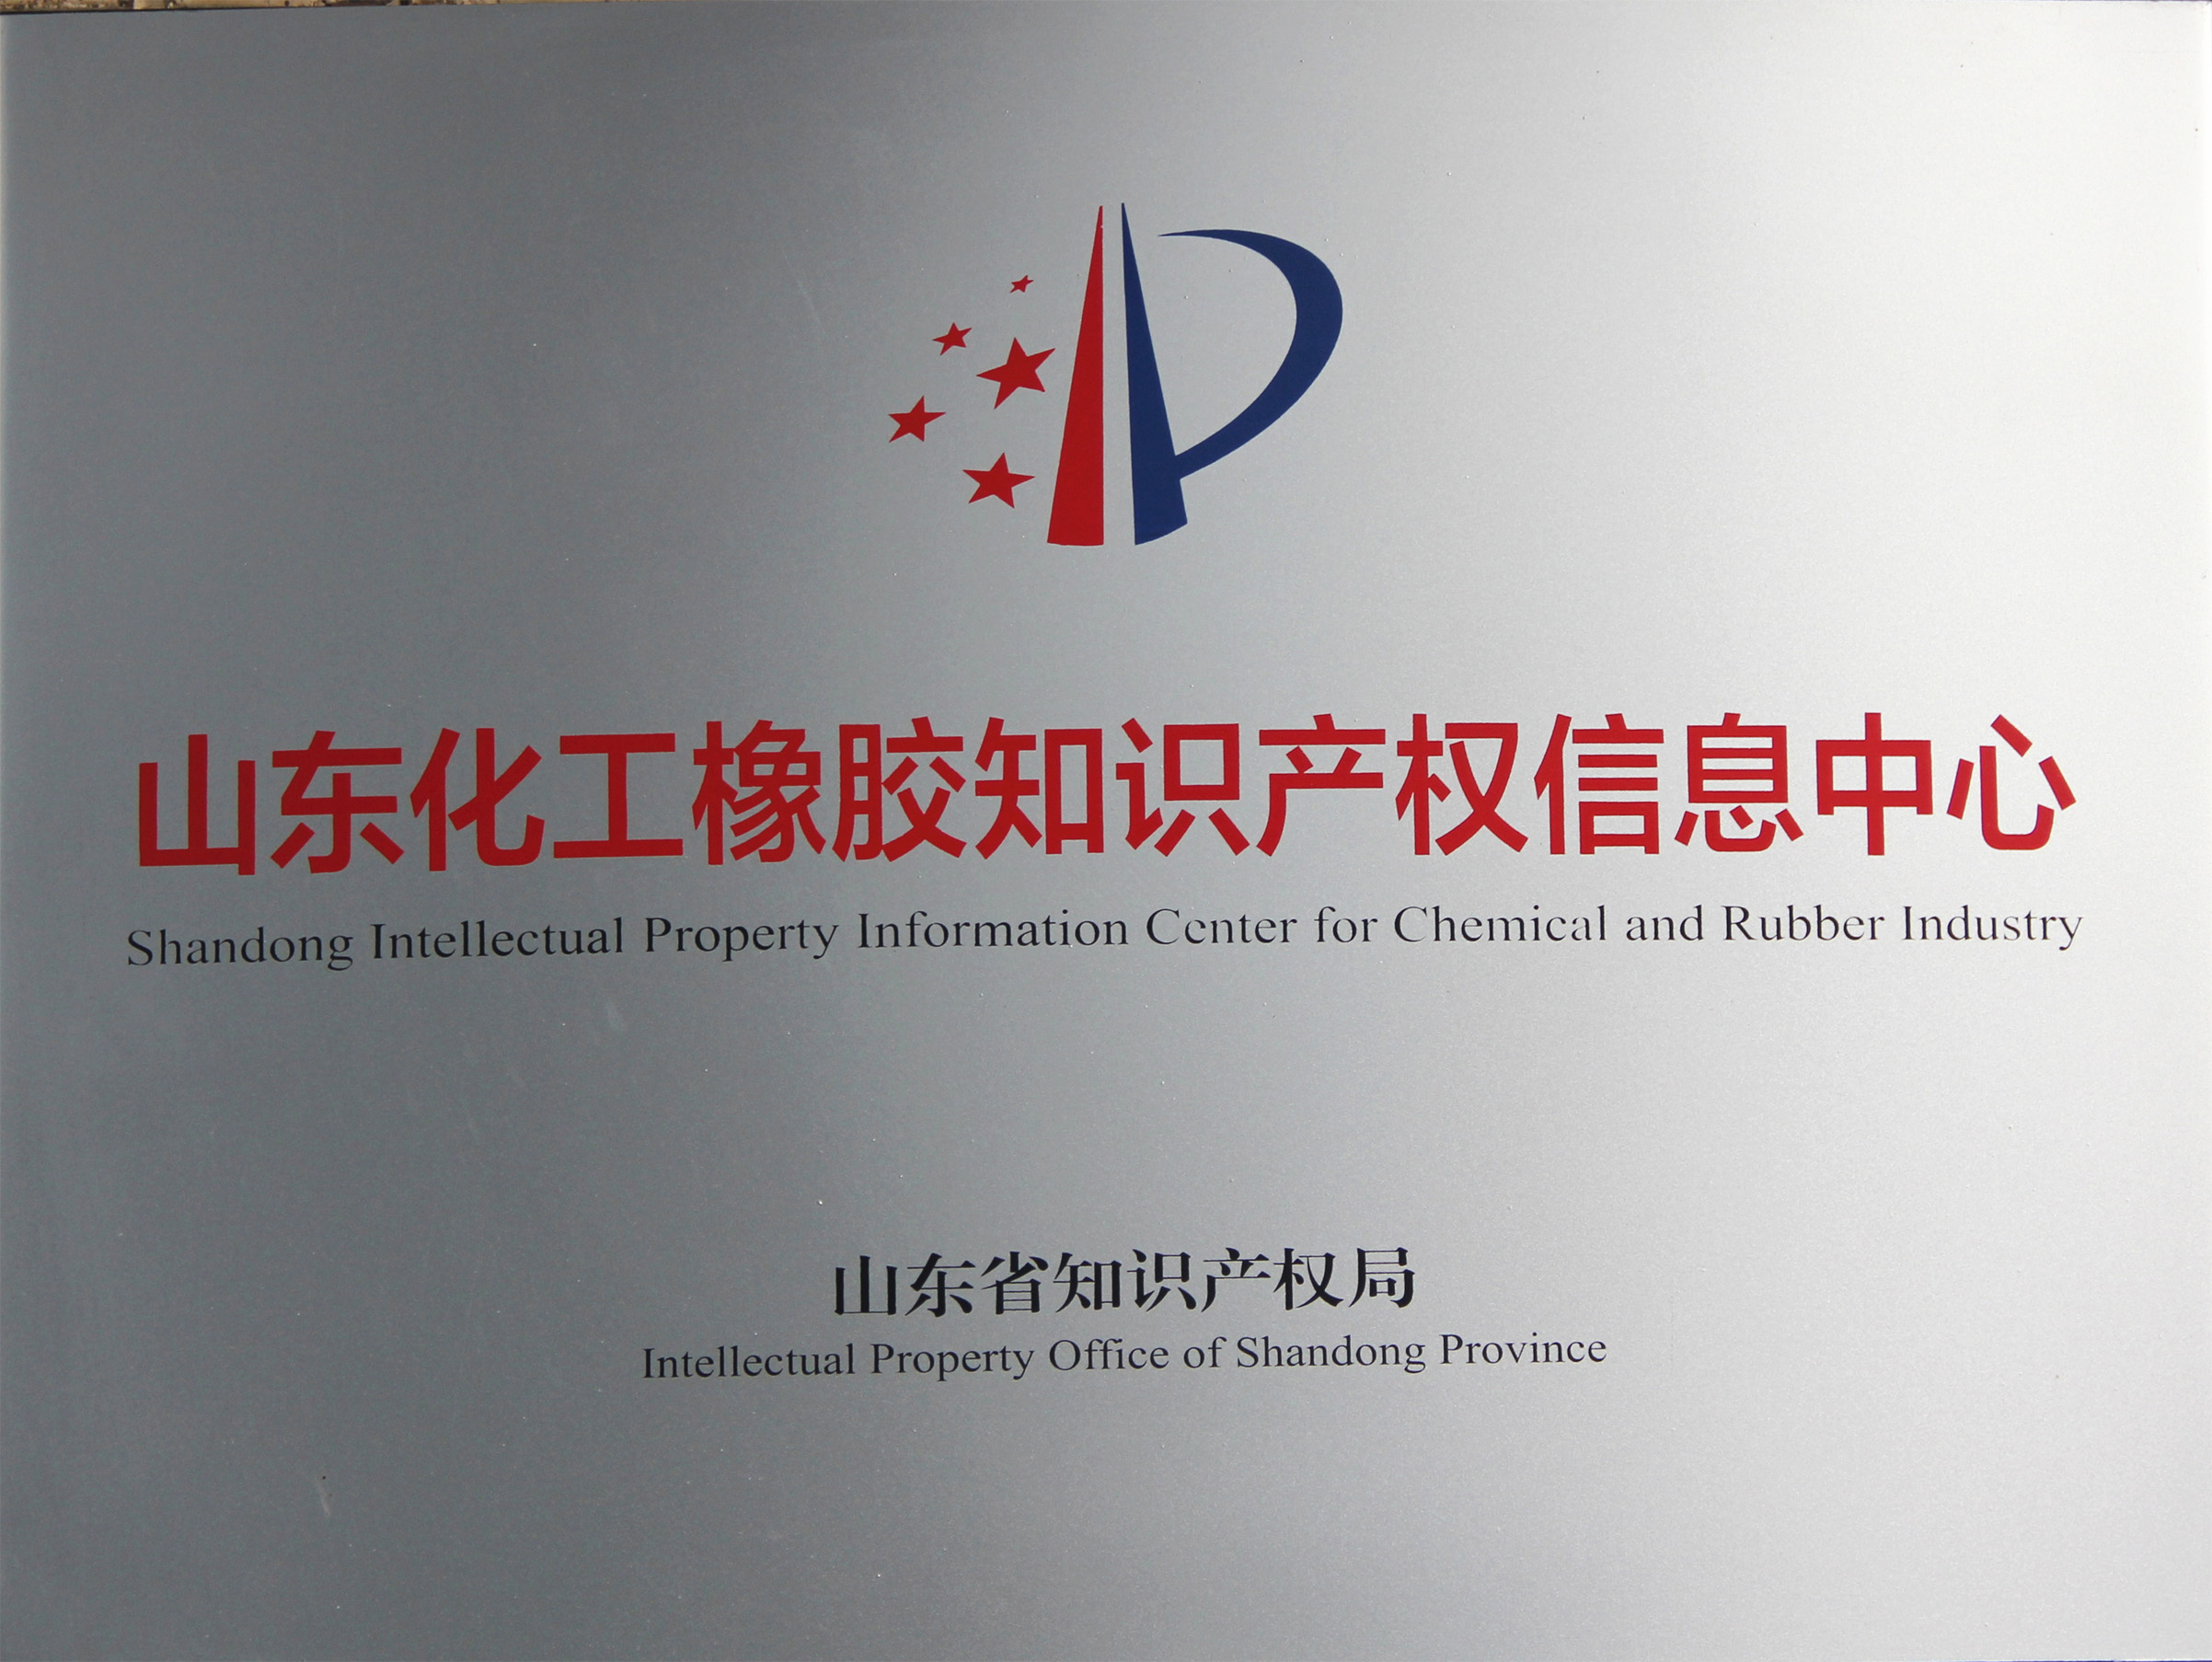 山东化工橡胶知识产权信息中心
Shandong Intellectual Property Information Center for Chemical and Rubber Industry
山东省知识产权局
Intellectual Property Office of Shandong Province